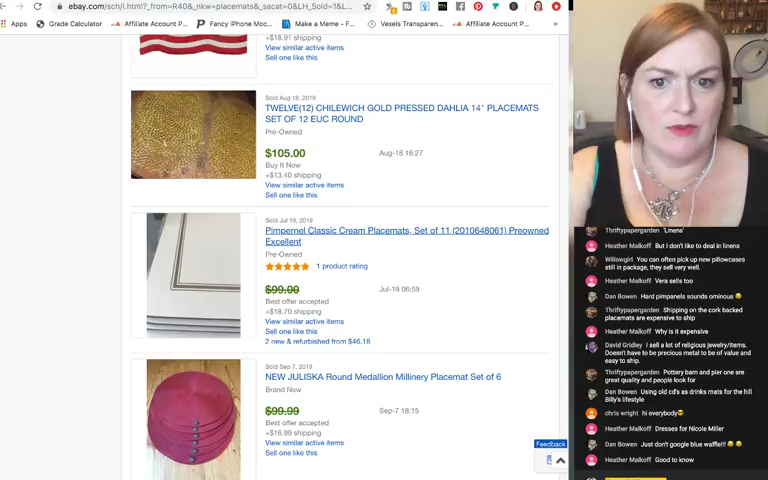 ebay.com/sch/i.html?_from=R40&_nkw=placemats&_sacat=0&LH_Sold=1&L...
Grade Calculator
Affiliate Account P...
Fancy iPhone Moc...
Make a Meme - F...
Vexels Transparent...
Affiliate Account P...
+$18.91 shipping
View similar active items
Sell one like this
Sold Aug 18, 2019
TWELVE(12) CHILEWICH GOLD PRESSED DAHLIA 14" PLACEMATS
SET OF 12 EUC ROUND
Pre-Owned
$105.00
Aug-18 16:27
Buy It Now
+$13.40 shipping
View similar active items
Sell one like this
Sold Jul 19, 2019
Pimpernel Classic Cream Placemats, Set of 11 (2010648061) Preowned
Excellent
Pre-Owned
1 product rating
$99.00
Jul-19 06:59
Best offer accepted
+$18.70 shipping
View similar active items
Sell one like this
2 new & refurbished from $46.18
Sold Sep 7, 2019
NEW JULISKA Round Medallion Millinery Placemat Set of 6
Brand New
$99.99
Sep-7 18:15
Best offer accepted
+$16.99 shipping
View similar active items
Sell one like this
Feedback
Thriftypapergarden 'Linens'
Heather Malkoff But I don't like to deal in linens
Willowgirl You can often pick up new pillowcases
still in package, they sell very well.
Heather Malkoff Vera sells too
Dan Bowen Hard pimpanels sounds ominous
Thriftypapergarden Shipping on the cork backed
placemats are expensive to ship
Heather Malkoff Why is it expensive
David Gridley I sell a lot of religious jewelry/items.
Doesn't have to be precious metal to be of value and
easy to ship.
Thriftypapergarden Pottery barn and pier one are
great quality and people look for
Dan Bowen Using old cd's as drinks mats for the hill
Billy's lifestyle
chris wright hi everybody
Heather Malkoff Dresses for Nicole Miller
Dan Bowen Just don't google blue waffle!!!
Heather Malkoff Good to know